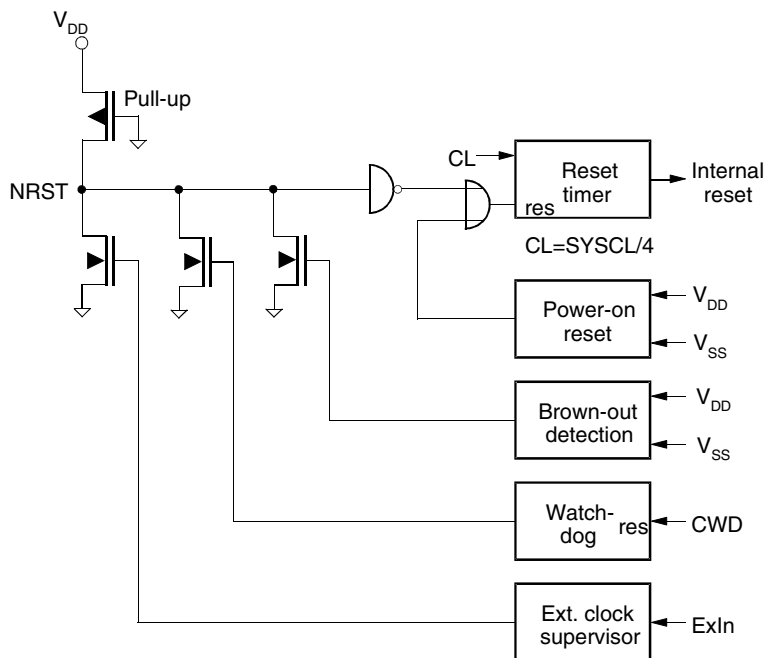 VDD
Pull-up
NRST
CL
Reset
timer
res
Internal
reset
CL=SYSCL/4
Power-on
reset
VDD
VSS
Brown-out
detection
VDD
VSS
Watch-
dog
res
CWD
Ext. clock
supervisor
ExIn